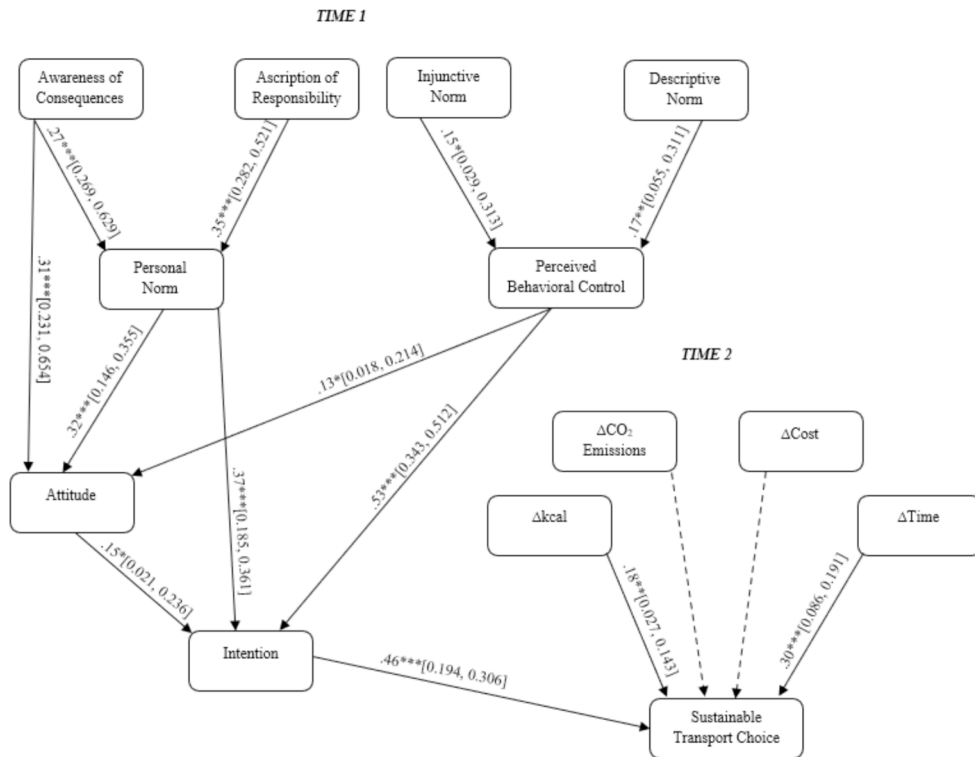 TIME 1
Awareness of
Consequences
Ascription of
Responsibility
Injunctive
Norm
Descriptive
Norm
.27***[0.269, 0.629]
.35***[0.282, 0.521]
.15*[0.029, 0.313]
.17**[0.055, 0.311]
Personal
Norm
Perceived
Behavioral Control
.31***[0.231, 0.654]
.32***[0.146, 0.355]
.13*[0.018, 0.214]
TIME 2
.37***[0.185, 0.361]
.53***[0.343, 0.512]
ΔCO₂
Emissions
ΔCost
Attitude
Δkcal
ΔTime
.15*[0.021, 0.236]
.18**[0.027, 0.143]
.30***[0.086, 0.191]
Intention
.46***[0.194, 0.306]
Sustainable
Transport Choice